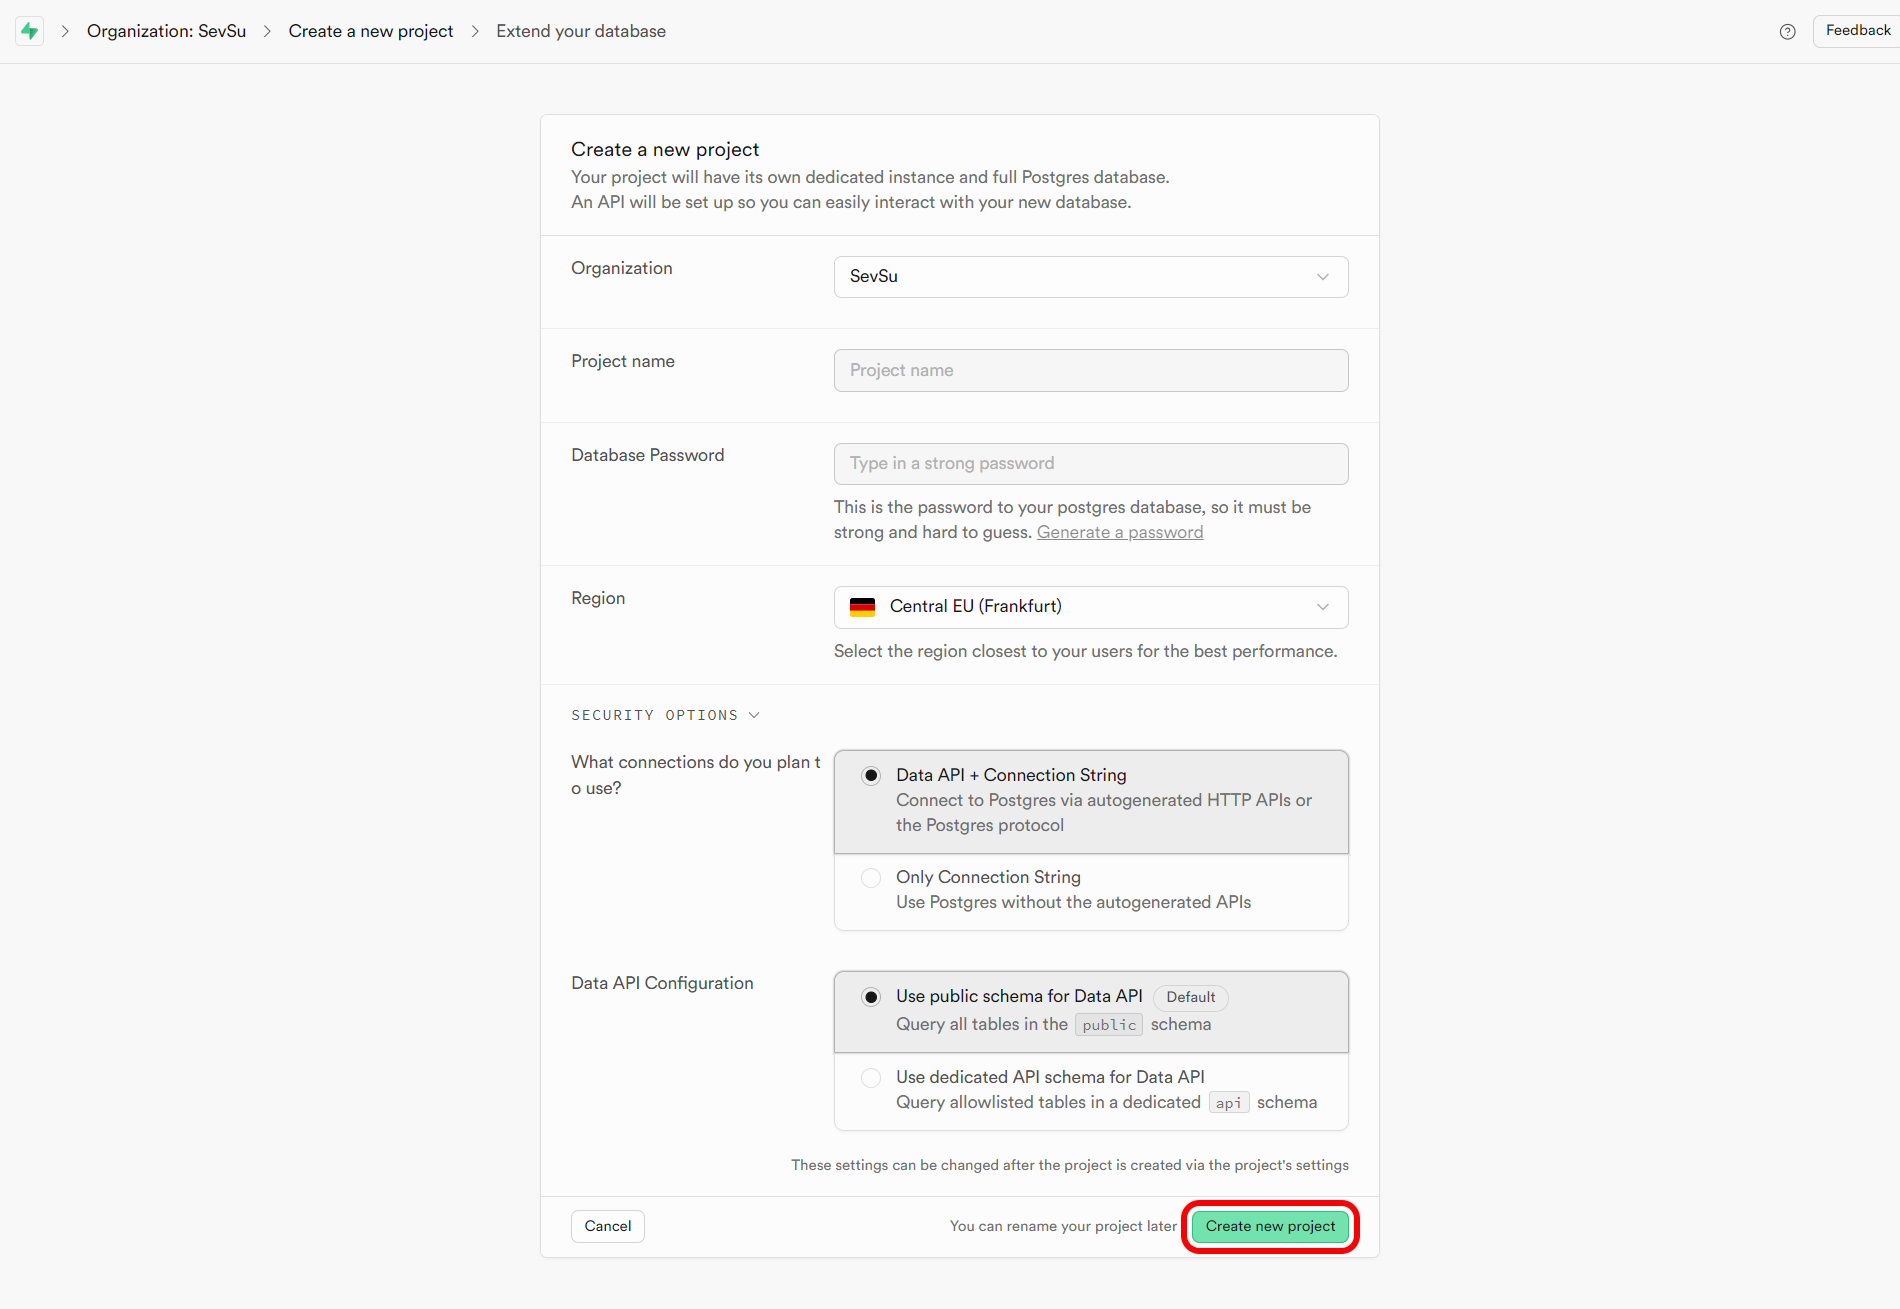 Organization: SevSu
Create a new project
Extend your database
Feedback
Create a new project
Your project will have its own dedicated instance and full Postgres database.
An API will be set up so you can easily interact with your new database.
Organization
SevSu
Project name
Project name
Database Password
Type in a strong password
This is the password to your postgres database, so it must be
strong and hard to guess. Generate a password
Region
Central EU (Frankfurt)
Select the region closest to your users for the best performance.
SECURITY OPTIONS
What connections do you plan t
o use?
Data API + Connection String
Connect to Postgres via autogenerated HTTP APIs or
the Postgres protocol
Only Connection String
Use Postgres without the autogenerated APIs
Data API Configuration
Use public schema for Data API Default
Query all tables in the public schema
Use dedicated API schema for Data API
Query allowlisted tables in a dedicated api schema
These settings can be changed after the project is created via the project's settings
Cancel
You can rename your project later
Create new project